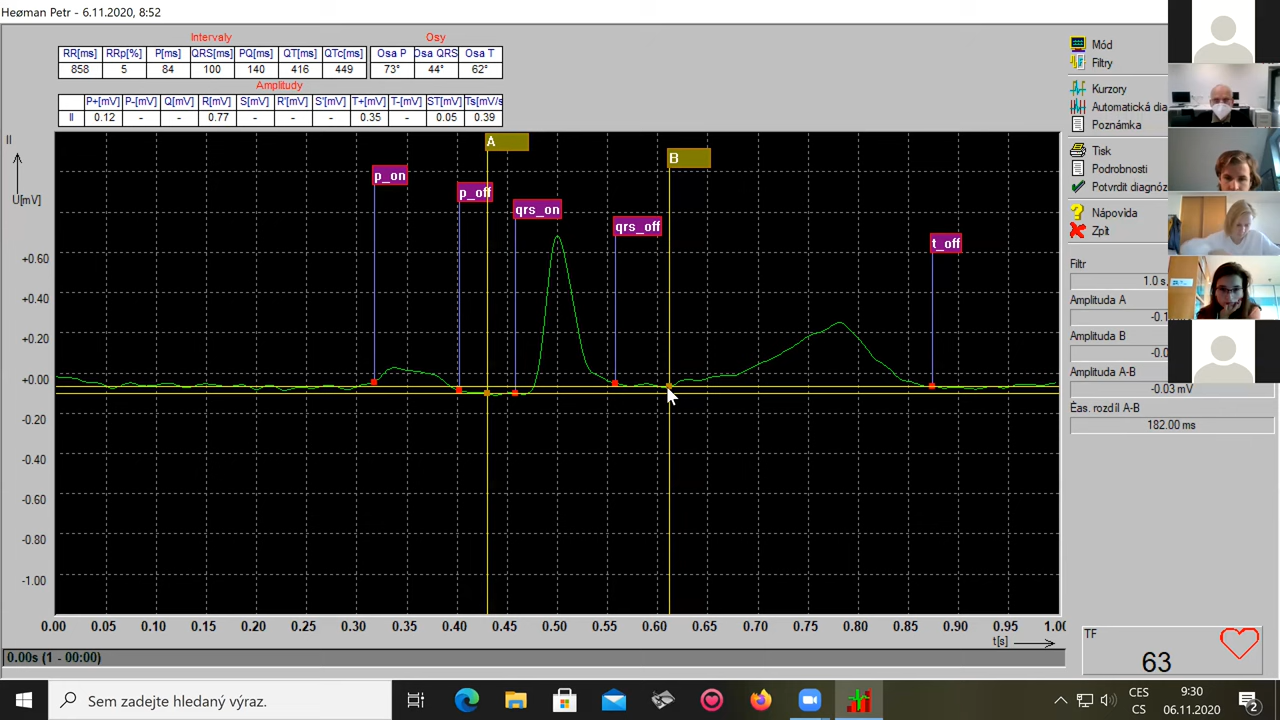 Heøman Petr - 6.11.2020, 8:52
Intervaly Osy
RR[ms] RRp[%] P[ms] QRS[ms] PQ[ms] QT[ms] QTc[ms] Osa P Osa QRS Osa T
858 5 84 100 140 416 449 73° 44° 62°
Amplitudy
P+[mV] P-[mV] Q[mV] R[mV] S[mV] R'[mV] S'[mV] T+[mV] T-[mV] ST[mV] Ts[mV/s
II 0.12 - - 0.77 - - - 0.35 - 0.05 0.39
II
U[mV]
A
B
p_on
p_off
qrs_on
qrs_off
t_off
+0.60
+0.40
+0.20
+0.00
-0.20
-0.40
-0.60
-0.80
-1.00
0.00 0.05 0.10 0.15 0.20 0.25 0.30 0.35 0.40 0.45 0.50 0.55 0.60 0.65 0.70 0.75 0.80 0.85 0.90 0.95 1.00
t[s]
0.00s (1 - 00:00)
Mód
Filtry
Kurzory
Automatická dia
Poznámka
Tisk
Podrobnosti
Potvrdit diagnóz
Nápovìda
Zpìt
Filtr
1.0 s,
Amplituda A
Amplituda B
Amplituda A-B
-0.03 mV
Èas. rozdíl A-B
182.00 ms
TF
63
Sem zadejte hledaný výraz.
CES
CS
9:30
06.11.2020
2